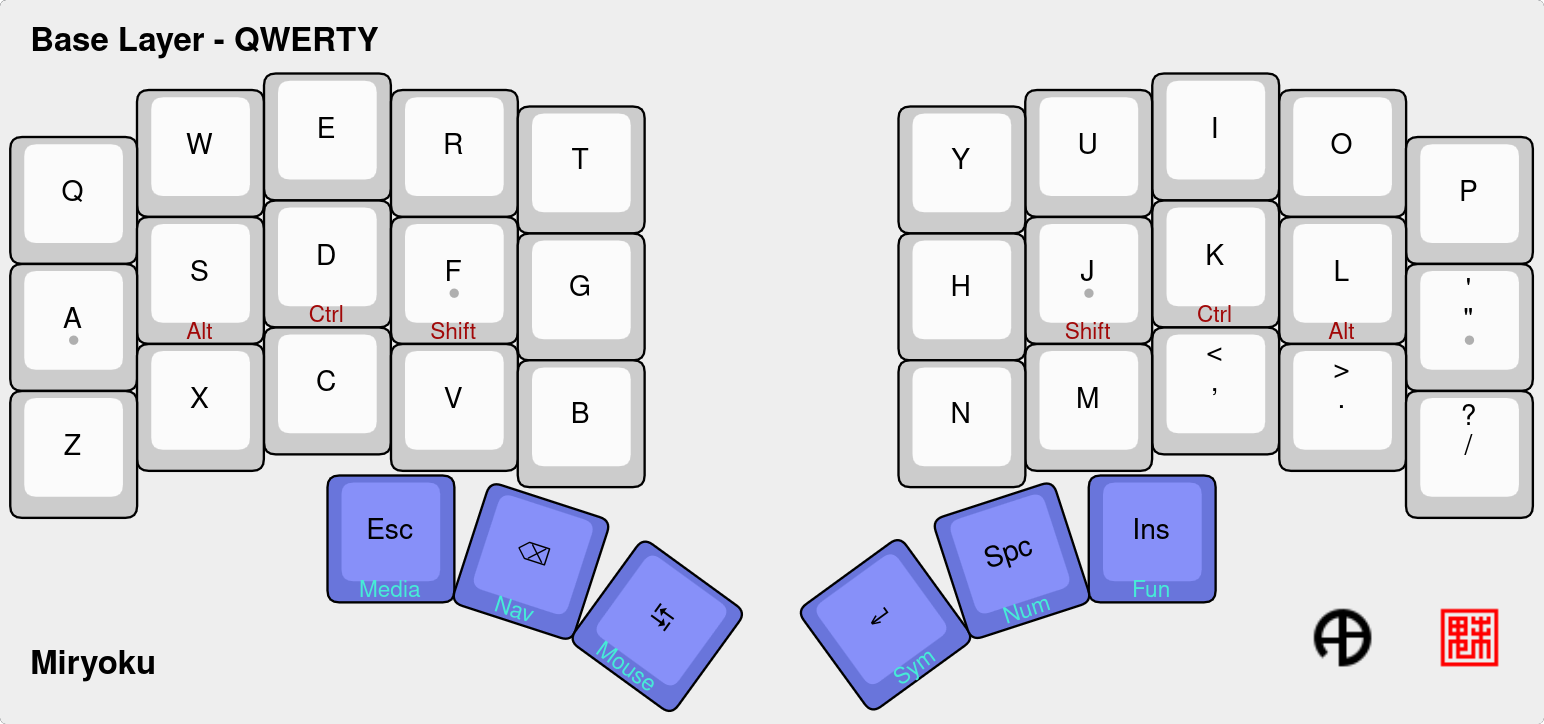 Base Layer - QWERTY
Q W E R T Y U I O P
A S D F G H J K L ' "
Alt Ctrl Shift Shift Ctrl Alt
Z X C V B N M < , > . ? /
Esc ⌫ ↹ ↵ Spc Ins
Media Nav Mouse Sym Num Fun
Miryoku